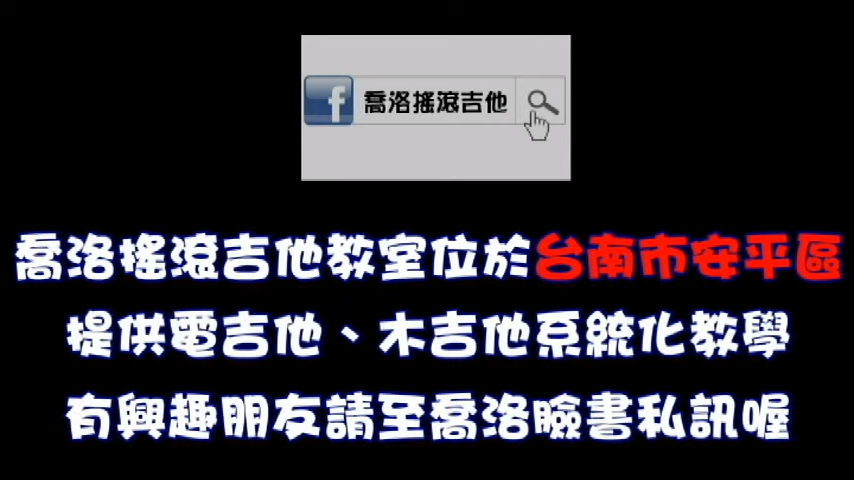 f 喬洛搖滾吉他
喬洛搖滾吉他教室位於台南市安平區
提供電吉他、木吉他系統化教學
有興趣朋友請至喬洛臉書私訊喔